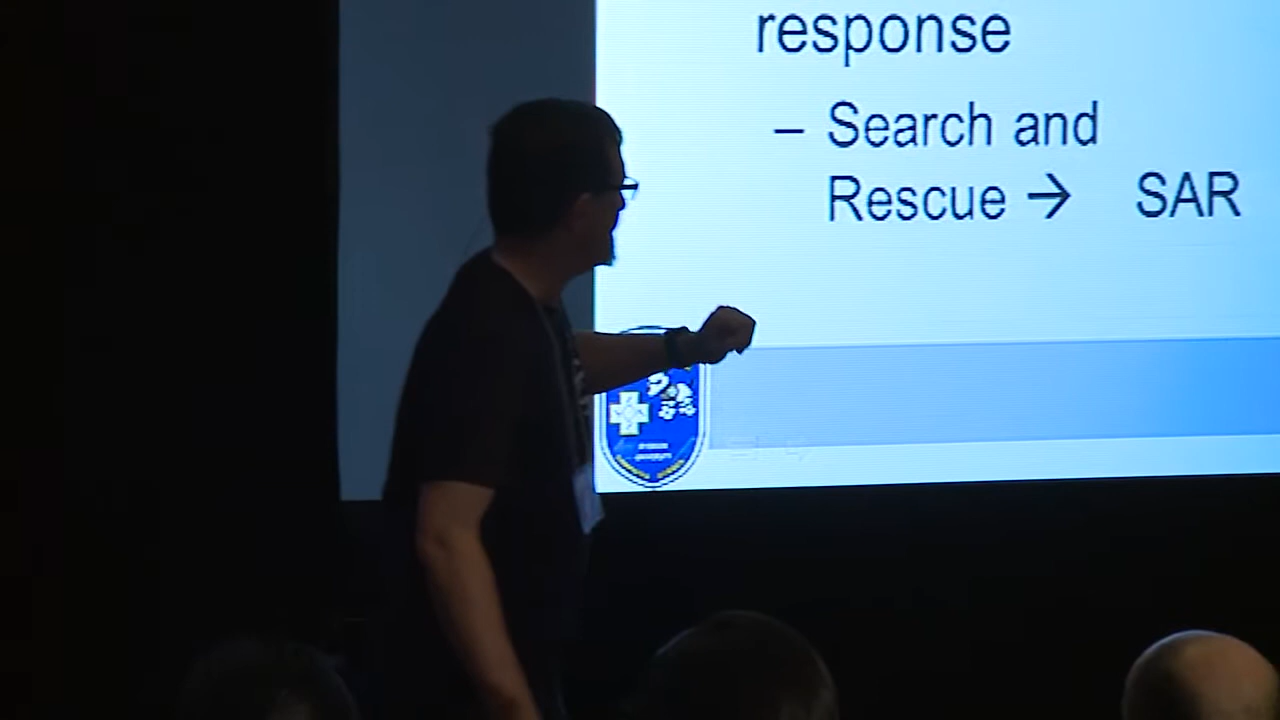 response
– Search and
Rescue → SAR